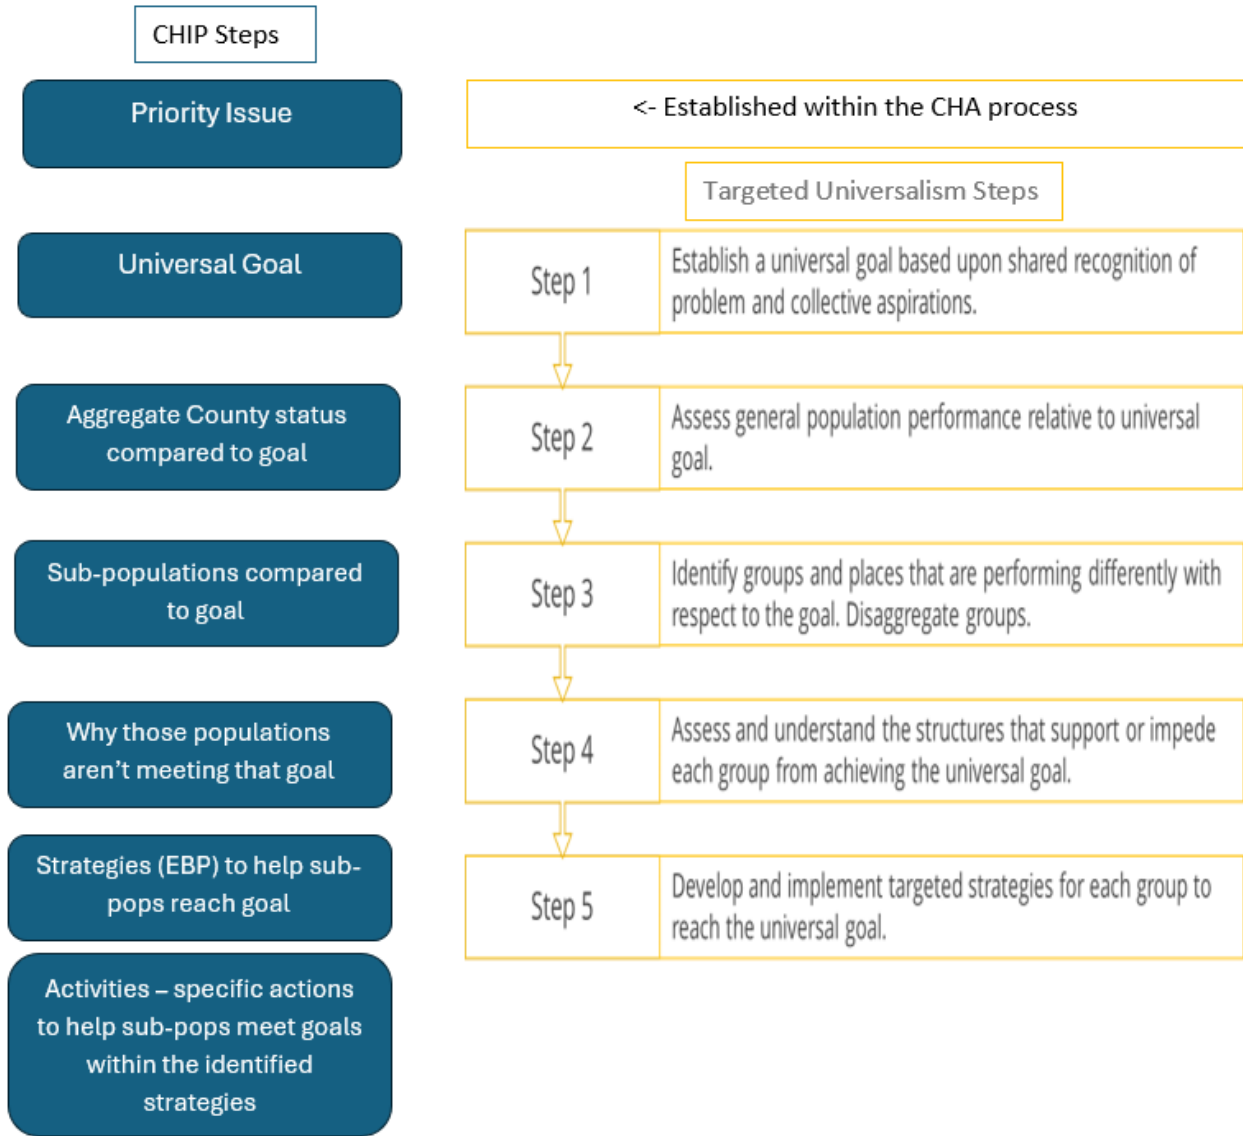 CHIP Steps
Priority Issue
<- Established within the CHA process
Targeted Universalism Steps
Universal Goal
Step 1
Establish a universal goal based upon shared recognition of
problem and collective aspirations.
Aggregate County status
compared to goal
Step 2
Assess general population performance relative to universal
goal.
Sub-populations compared
to goal
Step 3
Identify groups and places that are performing differently with
respect to the goal. Disaggregate groups.
Why those populations
aren’t meeting that goal
Step 4
Assess and understand the structures that support or impede
each group from achieving the universal goal.
Strategies (EBP) to help sub-
pops reach goal
Step 5
Develop and implement targeted strategies for each group to
reach the universal goal.
Activities – specific actions
to help sub-pops meet goals
within the identified
strategies